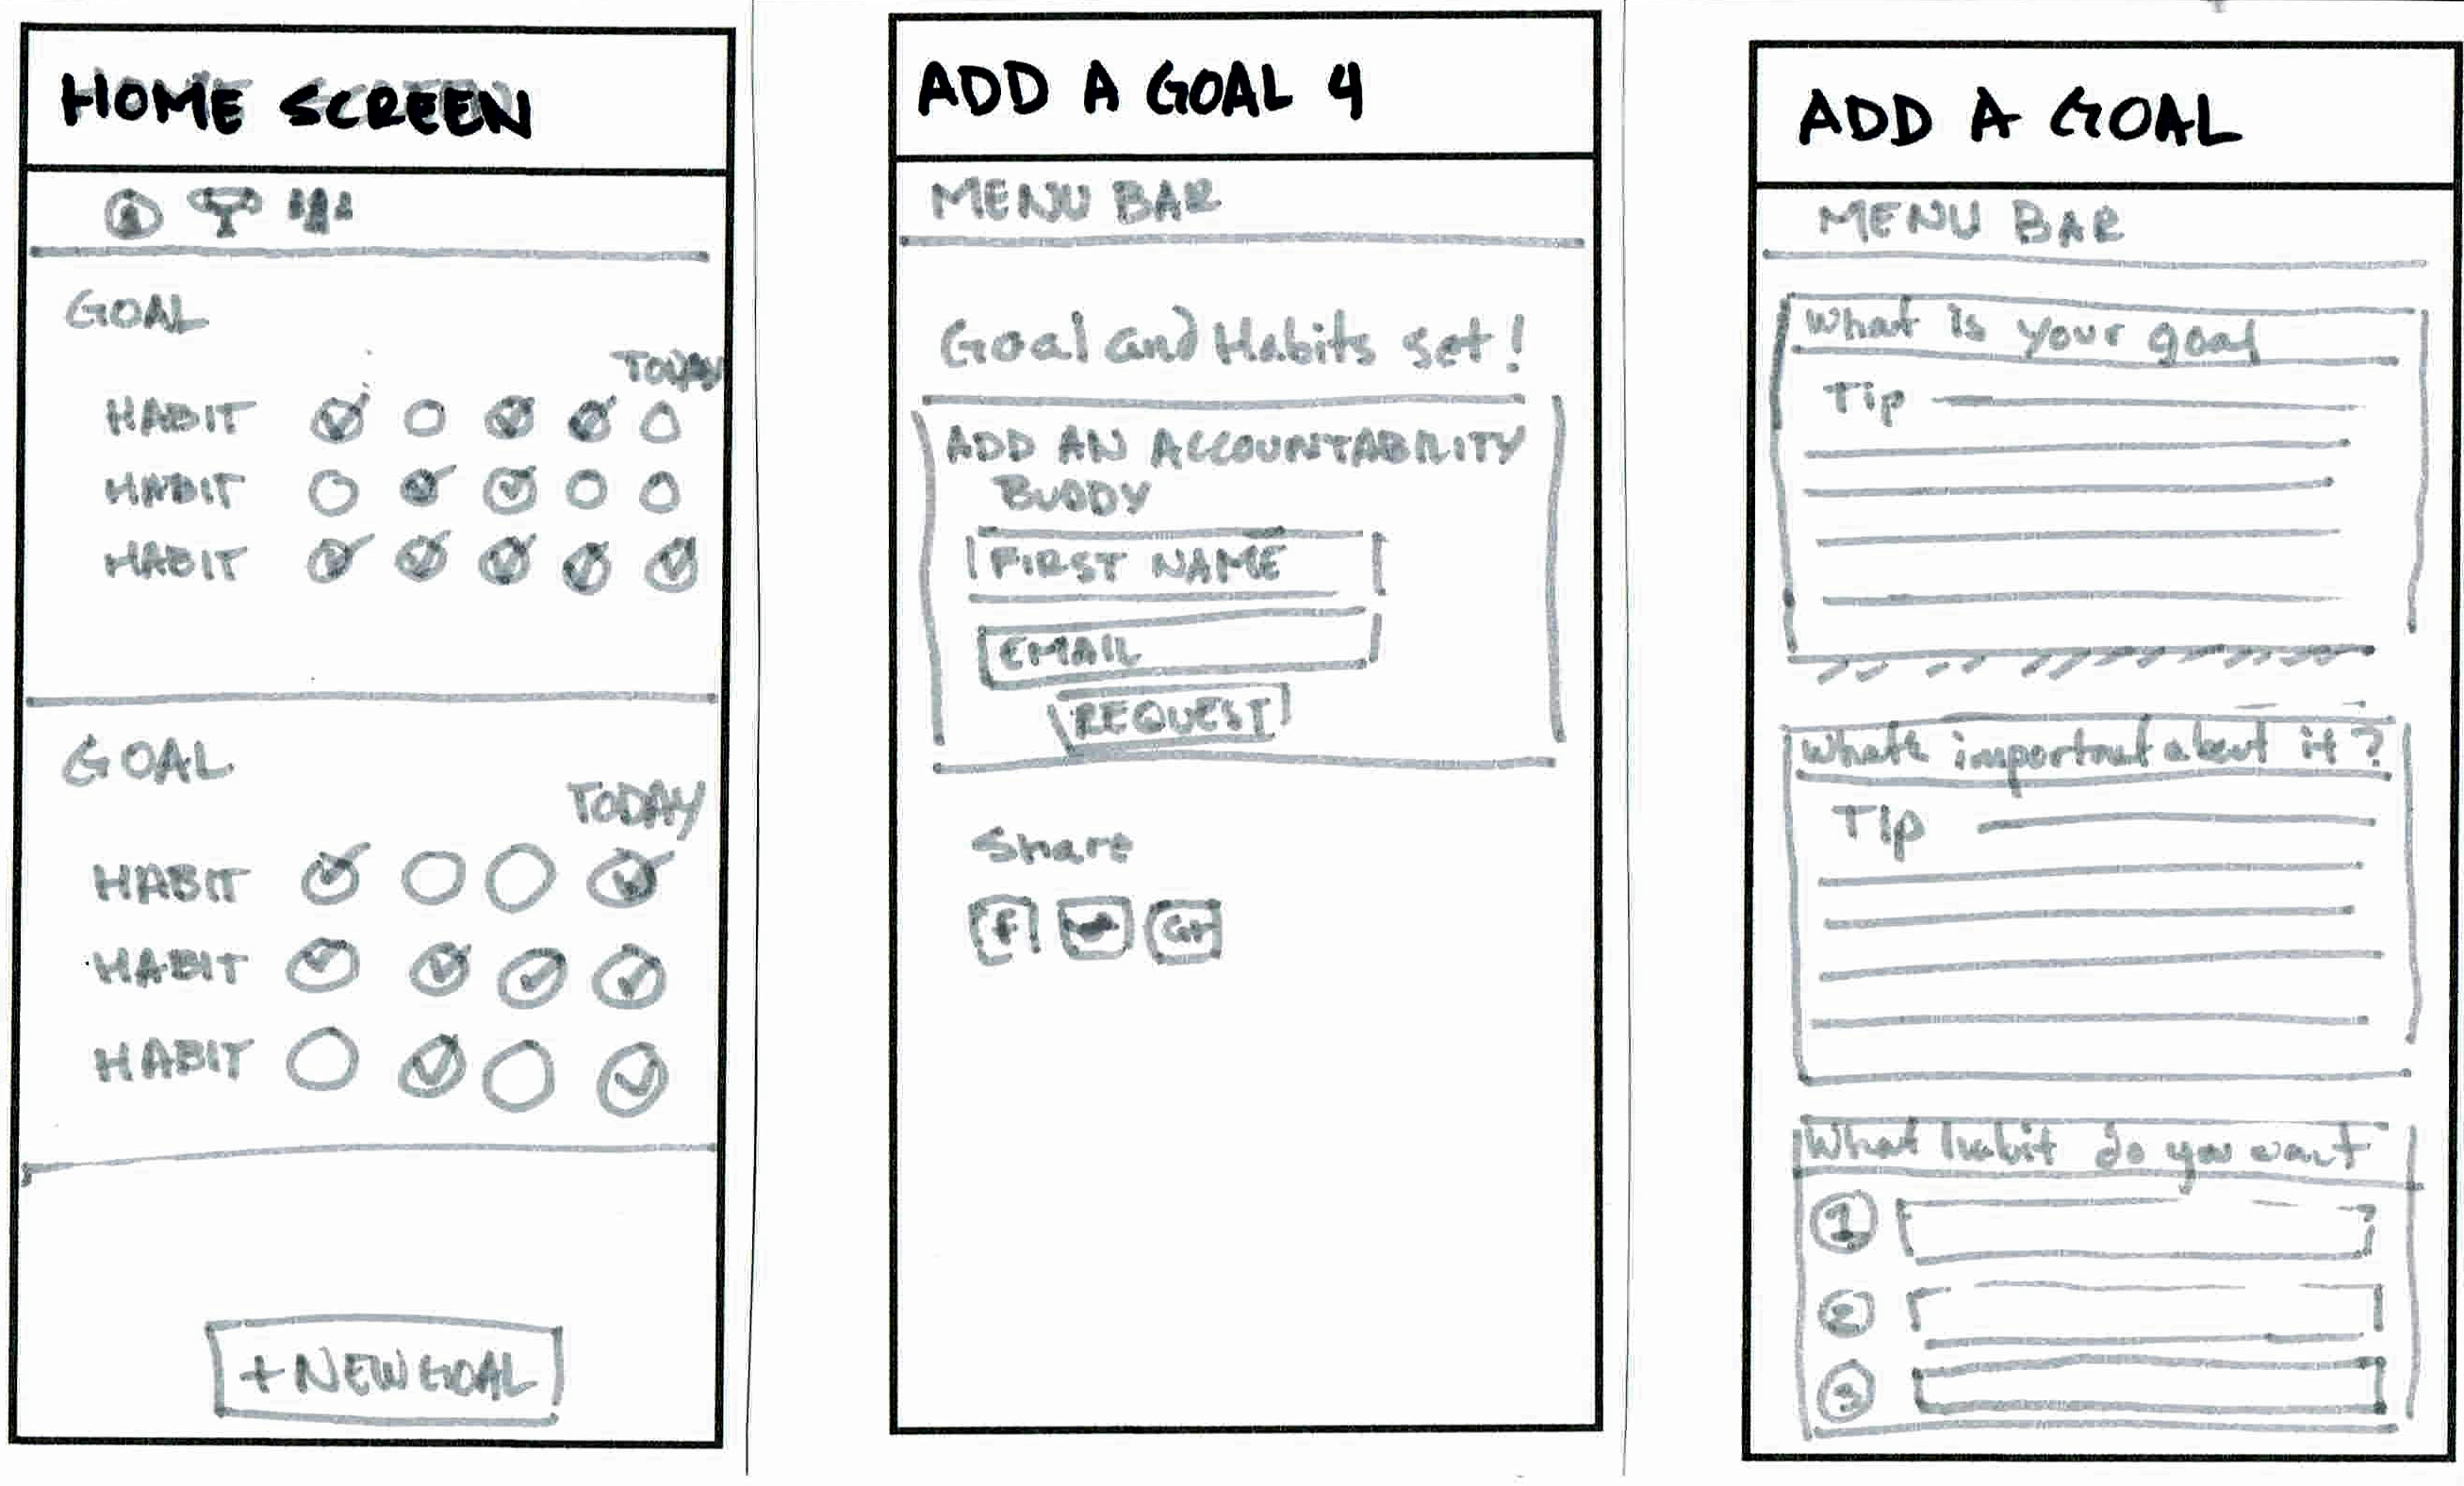 HOME SCREEN
GOAL
TODAY
HABIT
HABIT
HABIT
GOAL
TODAY
HABIT
HABIT
HABIT
+ NEW GOAL
ADD A GOAL 4
MENU BAR
Goal and Habits set!
ADD AN ACCOUNTABILITY
BUDDY
FIRST NAME
EMAIL
REQUEST
Share
f G+
ADD A GOAL
MENU BAR
What is your goal
Tip
What's important about it?
Tip
What habit do you want
1
2
3